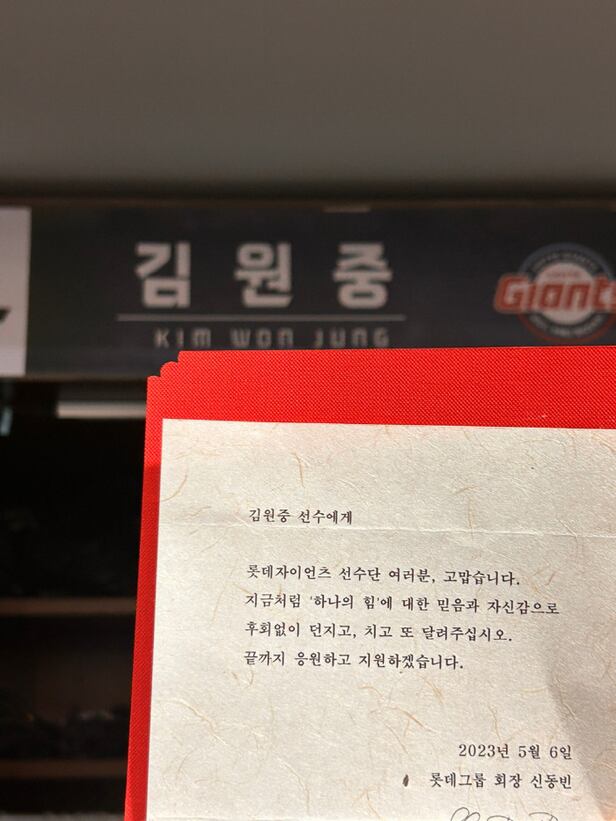 김원중
KIM WON JUNG
Giants
김원중 선수에게
롯데자이언츠 선수단 여러분, 고맙습니다.
지금처럼 '하나의 힘'에 대한 믿음과 자신감으로
후회없이 던지고, 치고 또 달려주십시오.
끝까지 응원하고 지원하겠습니다.
2023년 5월 6일
롯데그룹 회장 신동빈